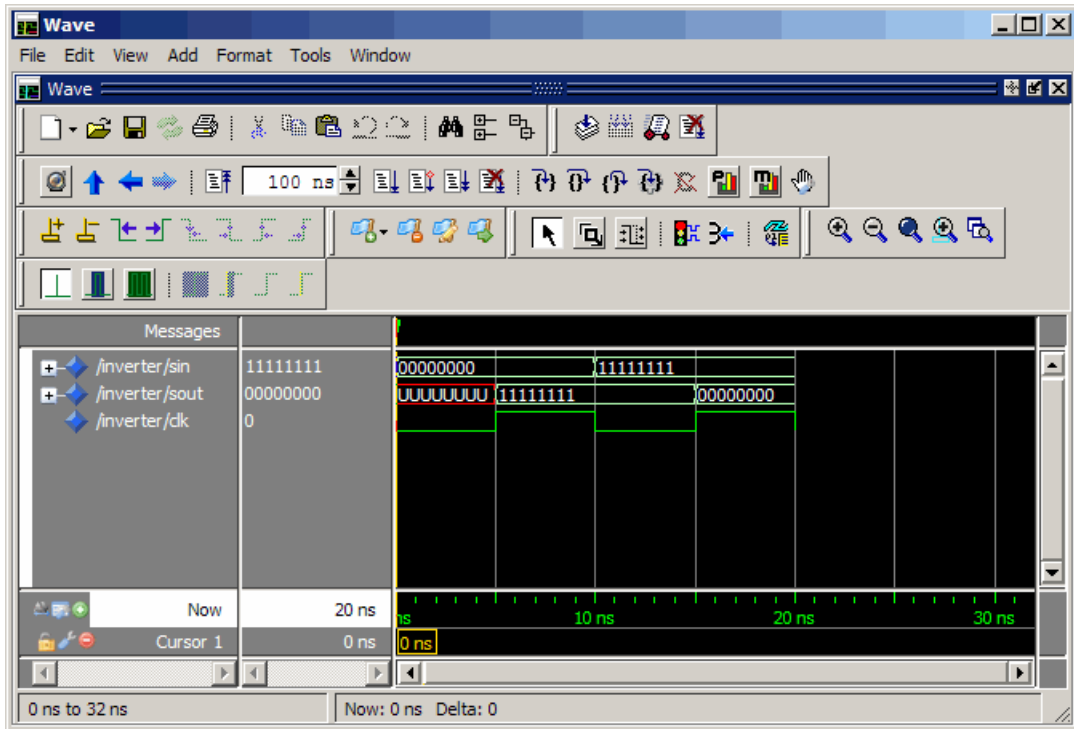 Wave
File Edit View Add Format Tools Window
Wave
100 ns
Messages
/inverter/sin 11111111 00000000 11111111
/inverter/sout 00000000 UUUUUUUU 11111111 00000000
/inverter/clk 0
Now 20 ns ns 10 ns 20 ns 30 ns
Cursor 1 0 ns 0 ns
0 ns to 32 ns Now: 0 ns Delta: 0